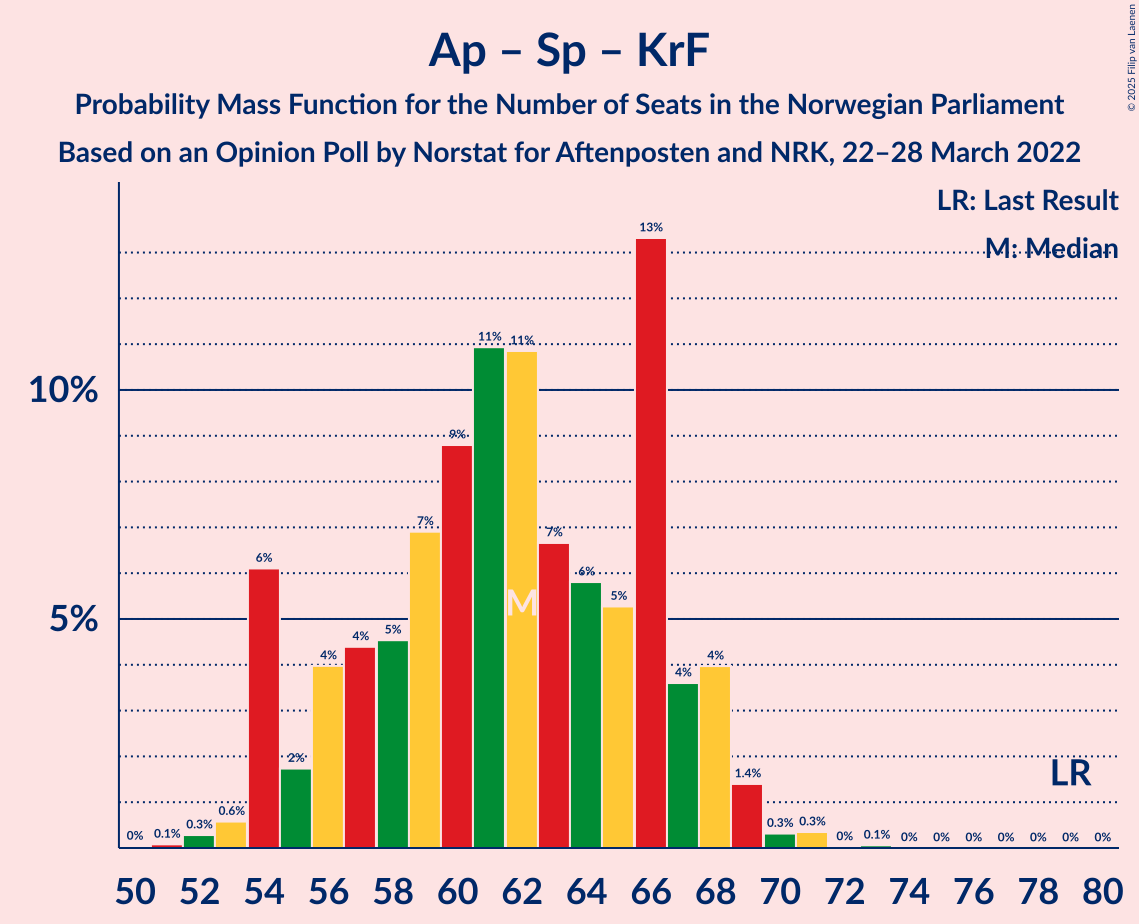 © 2025 Filip van Laenen
Ap – Sp – KrF
Probability Mass Function for the Number of Seats in the Norwegian Parliament
Based on an Opinion Poll by Norstat for Aftenposten and NRK, 22–28 March 2022
LR: Last Result
M: Median
13%
11% 11%
10%
9%
7% 7%
6% 6%
5%
M
5%
5%
4% 4% 4% 4%
2%
LR
1.4%
0% 0.1% 0.3% 0.6% 0.3% 0.3% 0% 0.1% 0% 0% 0% 0% 0% 0% 0%
50 52 54 56 58 60 62 64 66 68 70 72 74 76 78 80